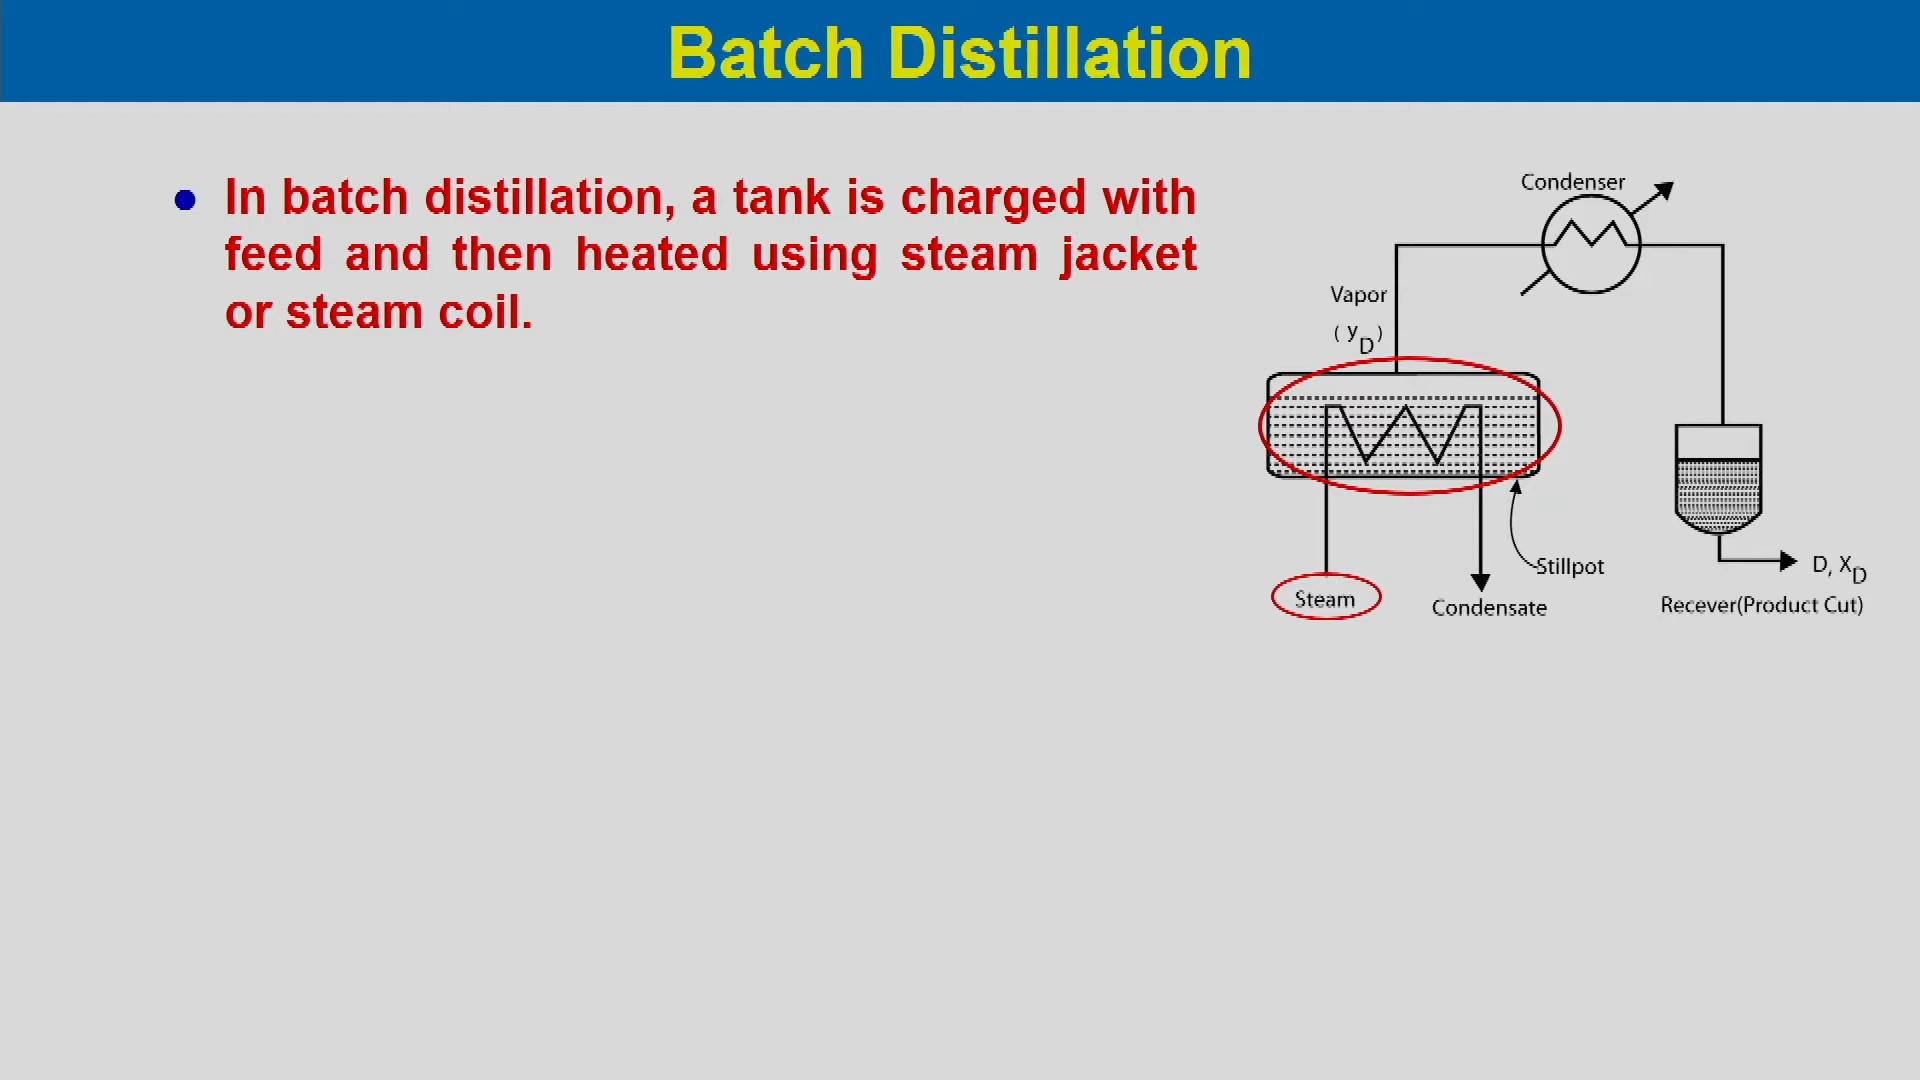 Batch Distillation
In batch distillation, a tank is charged with
feed and then heated using steam jacket
or steam coil.
Condenser
Vapor
( yD)
Stillpot
Steam
Condensate
D, XD
Recever(Product Cut)